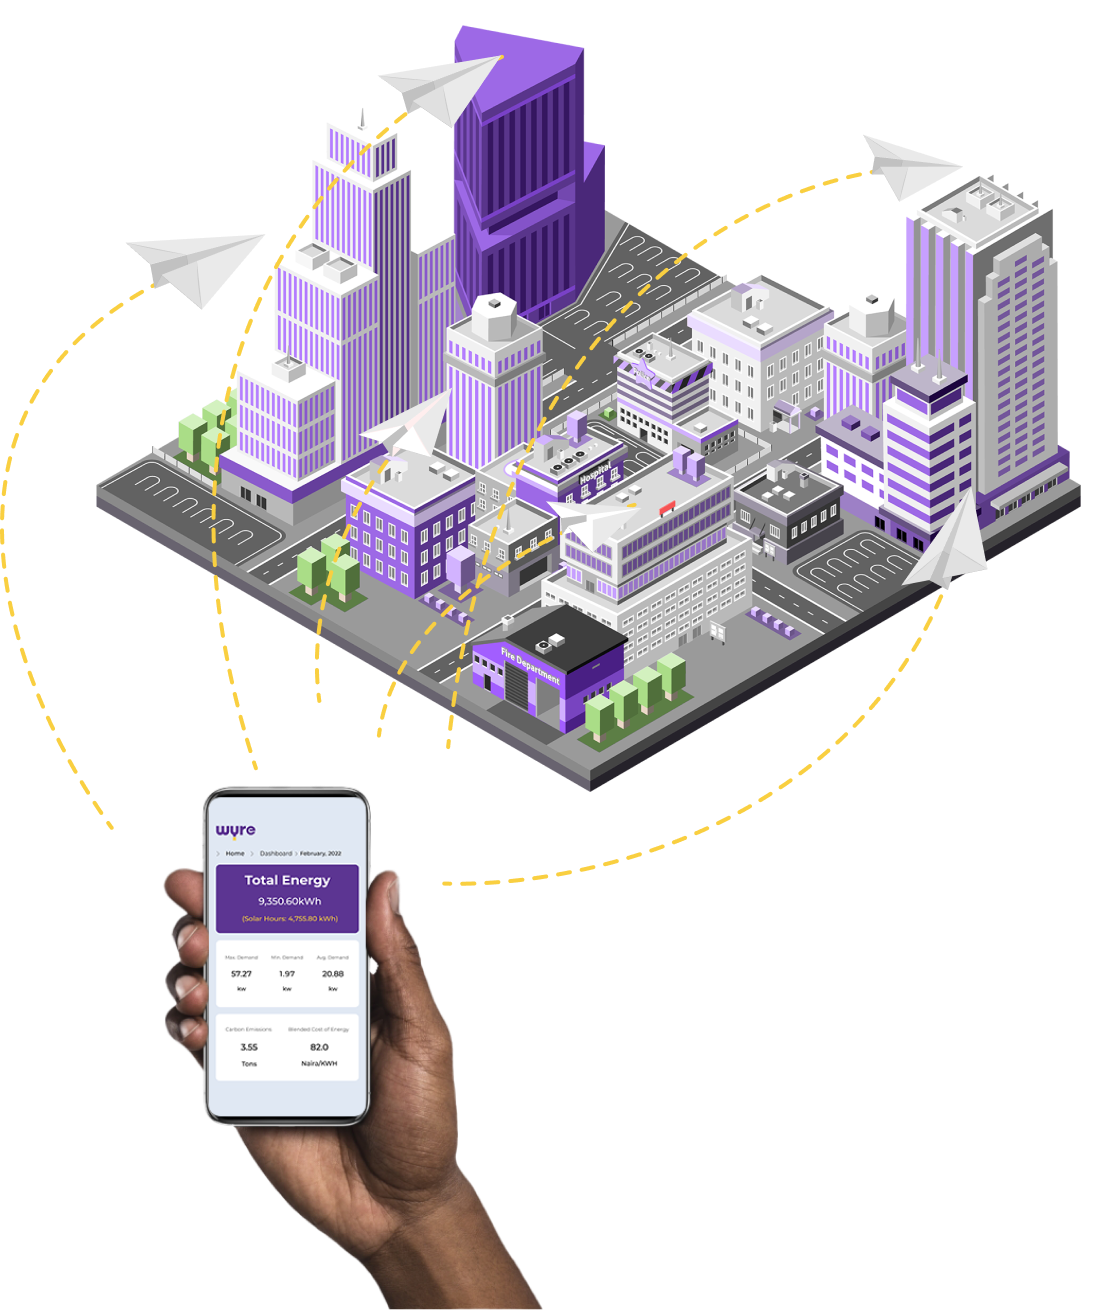 Hospital
Fire Department
wyre
Home > Dashboard > February, 2022
Total Energy
9,350.60kWh
(Solar Hours: 4,755.80 kWh)
Max. Demand Min. Demand Avg. Demand
57.27 1.97 20.88
kw kw kw
Carbon Emissions Blended Cost of Energy
3.55 82.0
Tons Naira/KWH